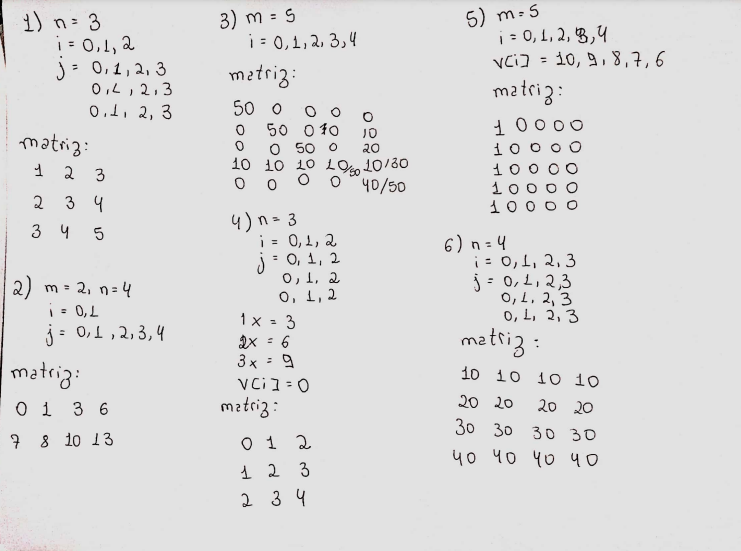 1) n = 3
i = 0,1,2
j = 0,1,2,3
0,1,2,3
0,1,2,3
matriz:
1 2 3
2 3 4
3 4 5
2) m = 2, n = 4
i = 0,1
j = 0,1,2,3,4
matriz:
0 1 3 6
7 8 10 13
3) m = 5
i = 0,1,2,3,4
matriz:
50 0 0 0 0
0 50 0 10 10
0 0 50 0 20
10 10 10 10/50 10/30
0 0 0 0 40/50
4) n = 3
i = 0,1,2
j = 0,1,2
0,1,2
0,1,2
1x = 3
2x = 6
3x = 9
V[i] = 0
matriz:
0 1 2
1 2 3
2 3 4
5) m = 5
i = 0,1,2,3,4
V[i] = 10,9,8,7,6
matriz:
1 0 0 0 0
1 0 0 0 0
1 0 0 0 0
1 0 0 0 0
1 0 0 0 0
6) n = 4
i = 0,1,2,3
j = 0,1,2,3
0,1,2,3
0,1,2,3
matriz:
10 10 10 10
20 20 20 20
30 30 30 30
40 40 40 40